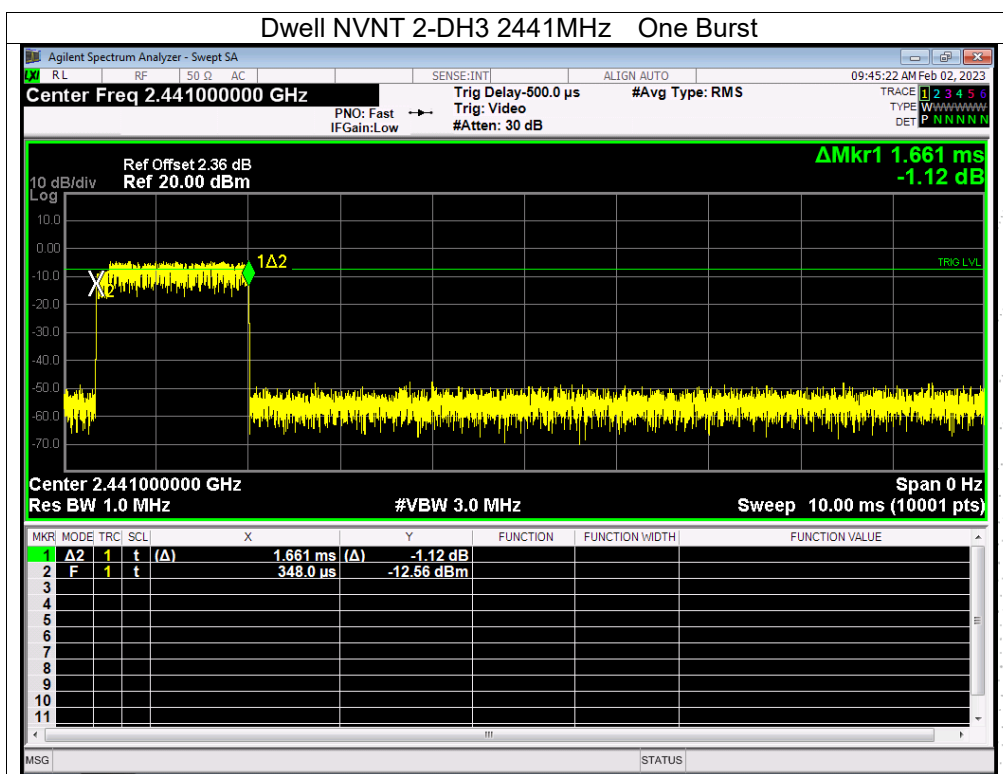 Dwell NVNT 2-DH3 2441MHz One Burst
Agilent Spectrum Analyzer - Swept SA
LXI RL RF 50 Ω AC SENSE:INT ALIGN AUTO 09:45:22 AM Feb 02, 2023
Center Freq 2.441000000 GHz Trig Delay-500.0 µs #Avg Type: RMS TRACE 1 2 3 4 5 6
PNO: Fast Trig: Video TYPE WWWWWW
IFGain:Low #Atten: 30 dB DET P N N N N N
ΔMkr1 1.661 ms
-1.12 dB
Ref Offset 2.36 dB
10 dB/div Ref 20.00 dBm
Log
10.0
0.00
1Δ2
TRIG LVL
-10.0
X2
-20.0
-30.0
-40.0
-50.0
-60.0
-70.0
Center 2.441000000 GHz Span 0 Hz
Res BW 1.0 MHz #VBW 3.0 MHz Sweep 10.00 ms (10001 pts)
MKR MODE TRC SCL X Y FUNCTION FUNCTION WIDTH FUNCTION VALUE
1 Δ2 1 t (Δ) 1.661 ms (Δ) -1.12 dB
2 F 1 t 348.0 µs -12.56 dBm
3
4
5
6
7
8
9
10
11
MSG STATUS